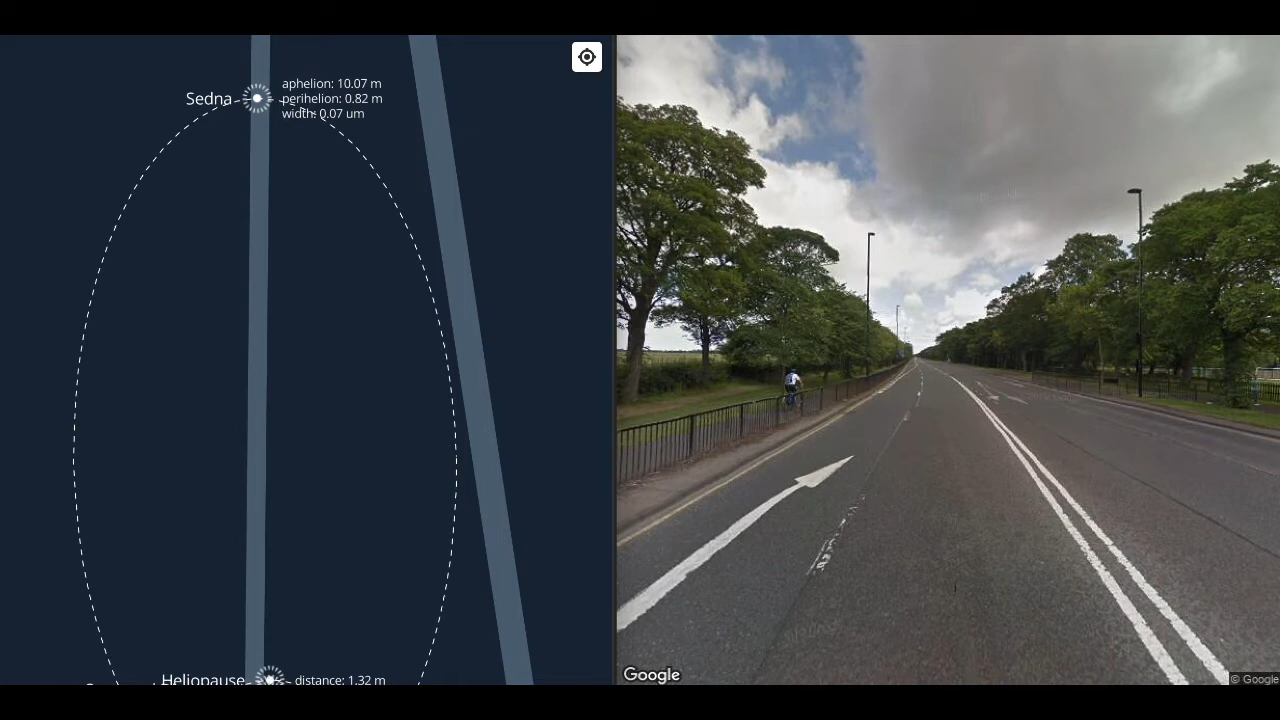 Sedna
aphelion: 10.07 m
perihelion: 0.82 m
width: 0.07 um
Heliopause
distance: 1.32 m
Google
© Google